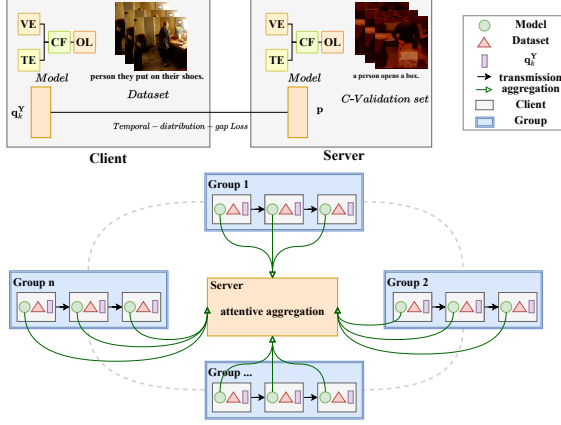 VE
TE
CF
OL
Model
person they put on their shoes.
Dataset
q_k^Y
Client
VE
TE
CF
OL
Model
a person opens a box.
C-Validation set
p
Server
Temporal - distribution - gap Loss
Model
Dataset
q_k^Y
transmission
aggregation
Client
Group
Group 1
Group n
Server
attentive aggregation
Group 2
Group ...